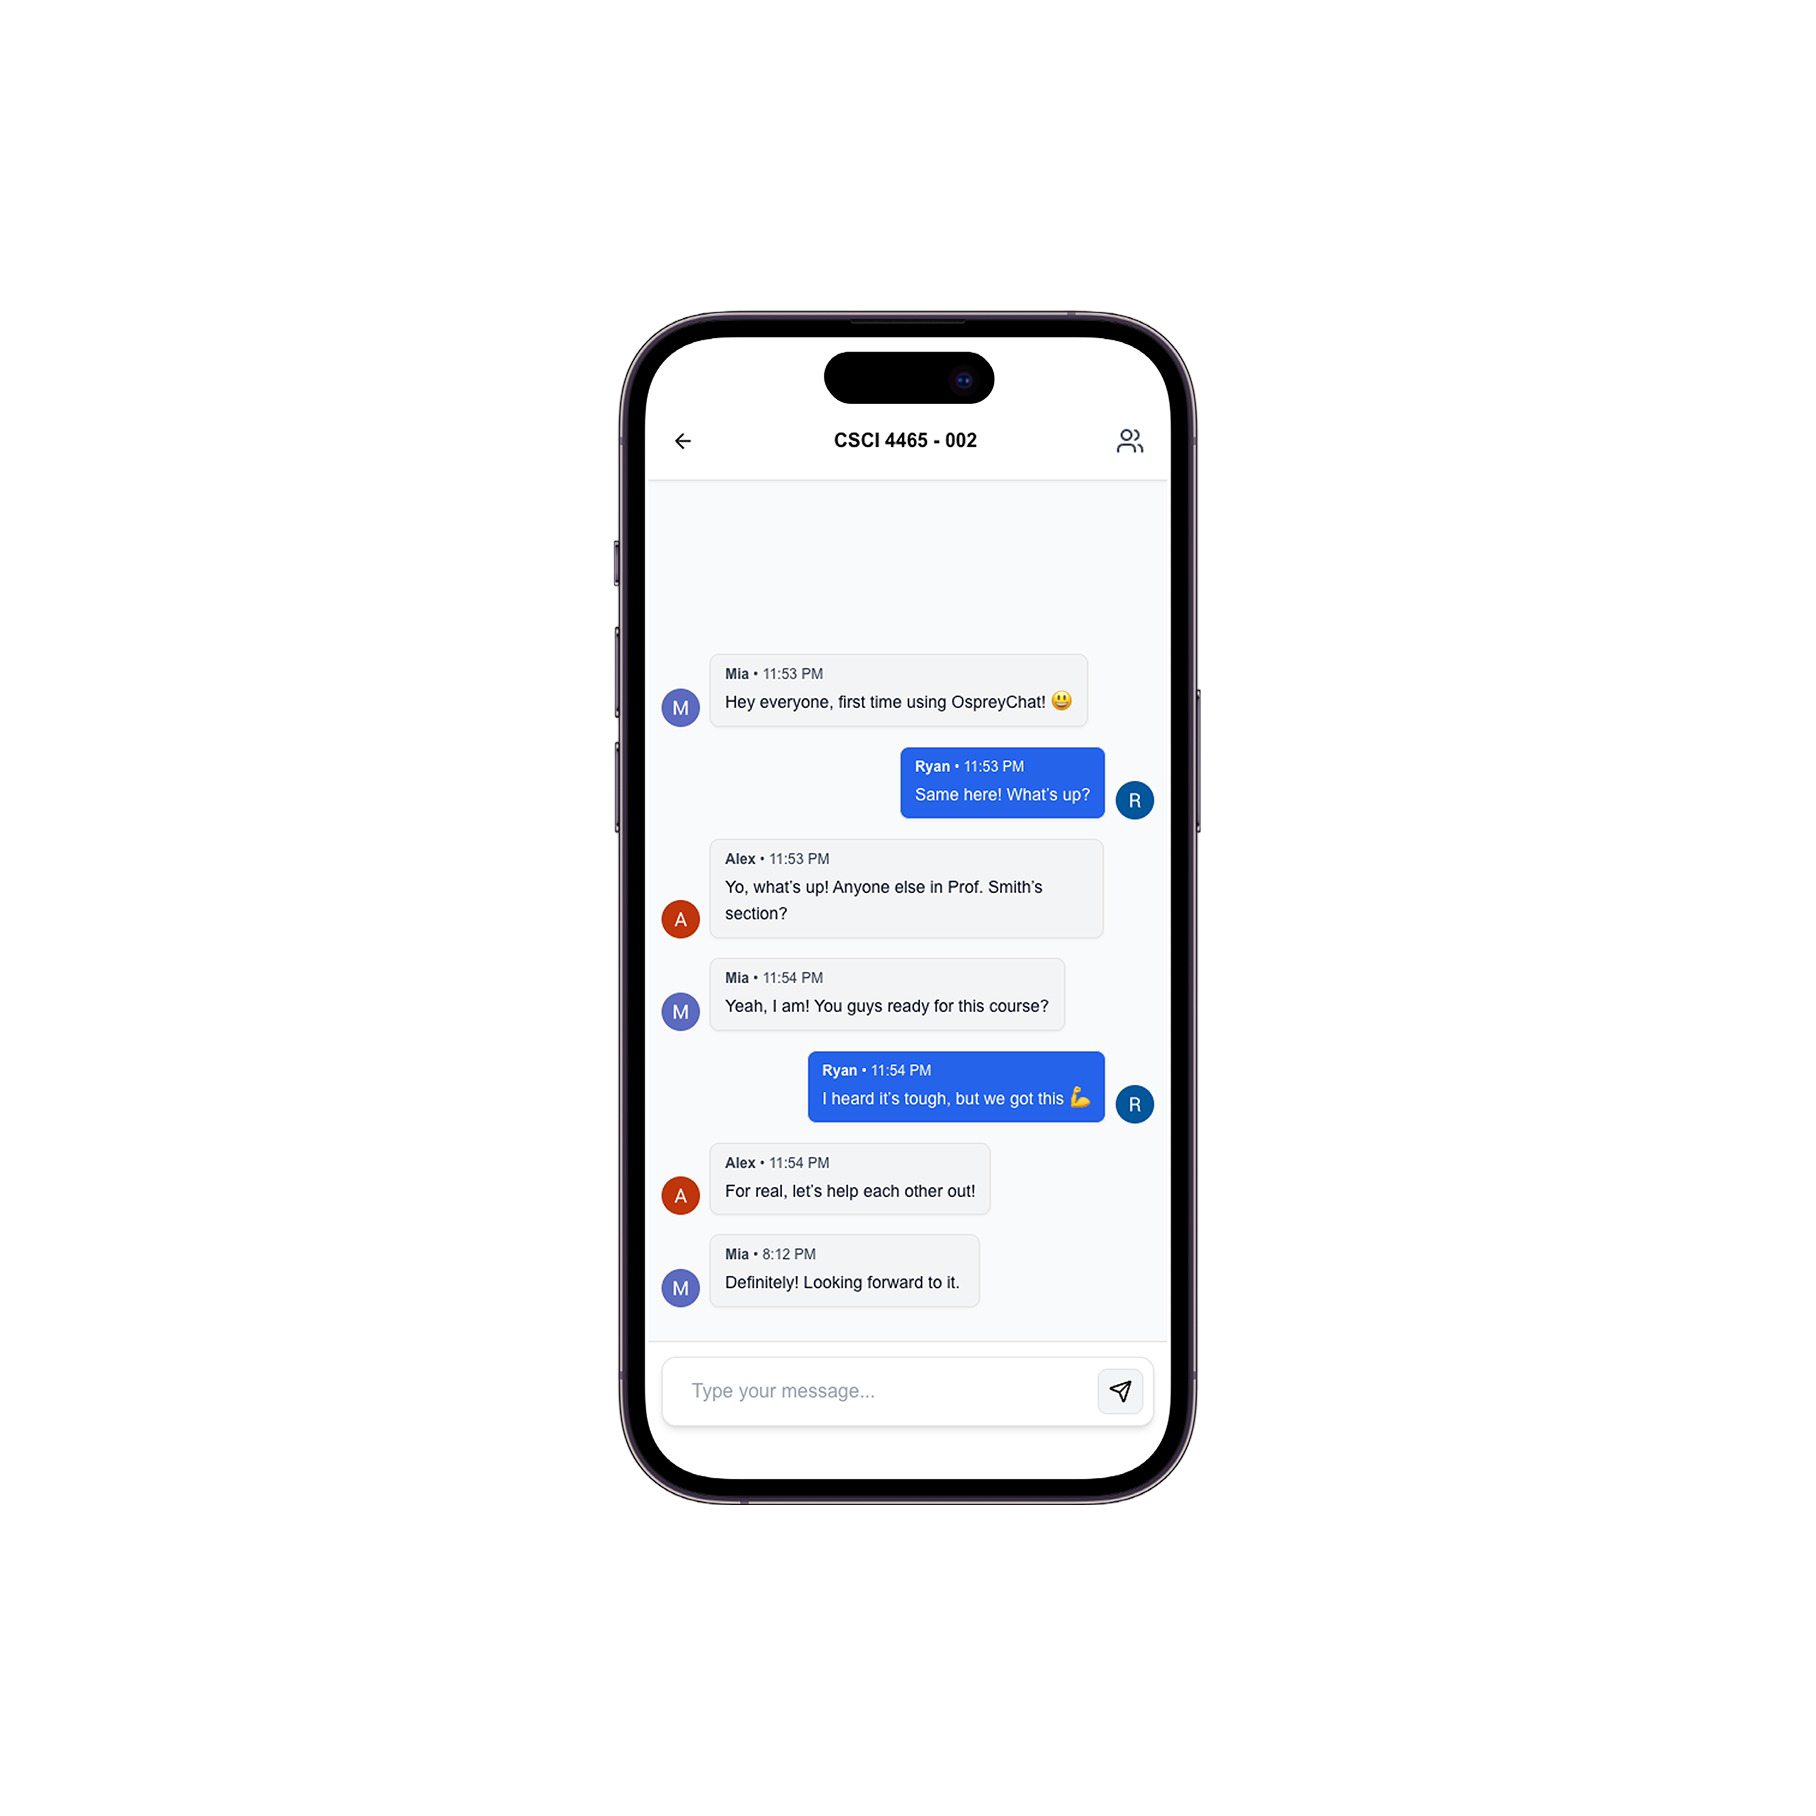 CSCI 4465 - 002
Mia • 11:53 PM
Hey everyone, first time using OspreyChat! 😃
M
Ryan • 11:53 PM
Same here! What’s up?
R
Alex • 11:53 PM
Yo, what’s up! Anyone else in Prof. Smith’s
section?
A
Mia • 11:54 PM
Yeah, I am! You guys ready for this course?
M
Ryan • 11:54 PM
I heard it’s tough, but we got this 💪
R
Alex • 11:54 PM
For real, let’s help each other out!
A
Mia • 8:12 PM
Definitely! Looking forward to it.
M
Type your message...